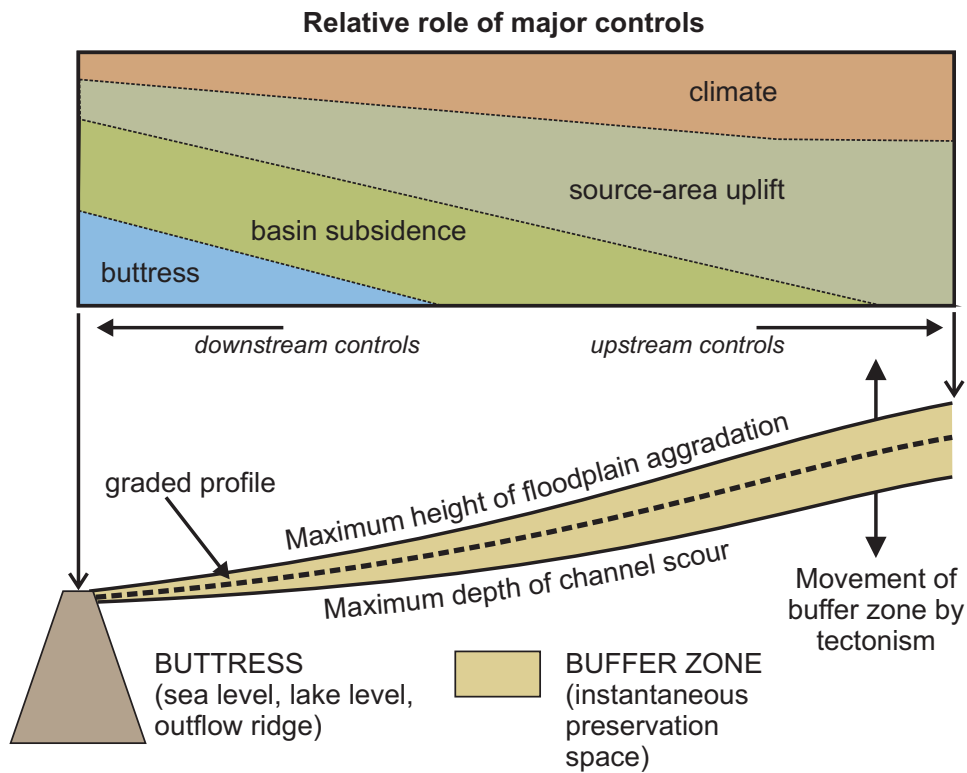 Relative role of major controls
climate
source-area uplift
basin subsidence
buttress
downstream controls
upstream controls
graded profile
Maximum height of floodplain aggradation
Maximum depth of channel scour
Movement of
buffer zone by
tectonism
BUTTRESS
(sea level, lake level,
outflow ridge)
BUFFER ZONE
(instantaneous
preservation
space)